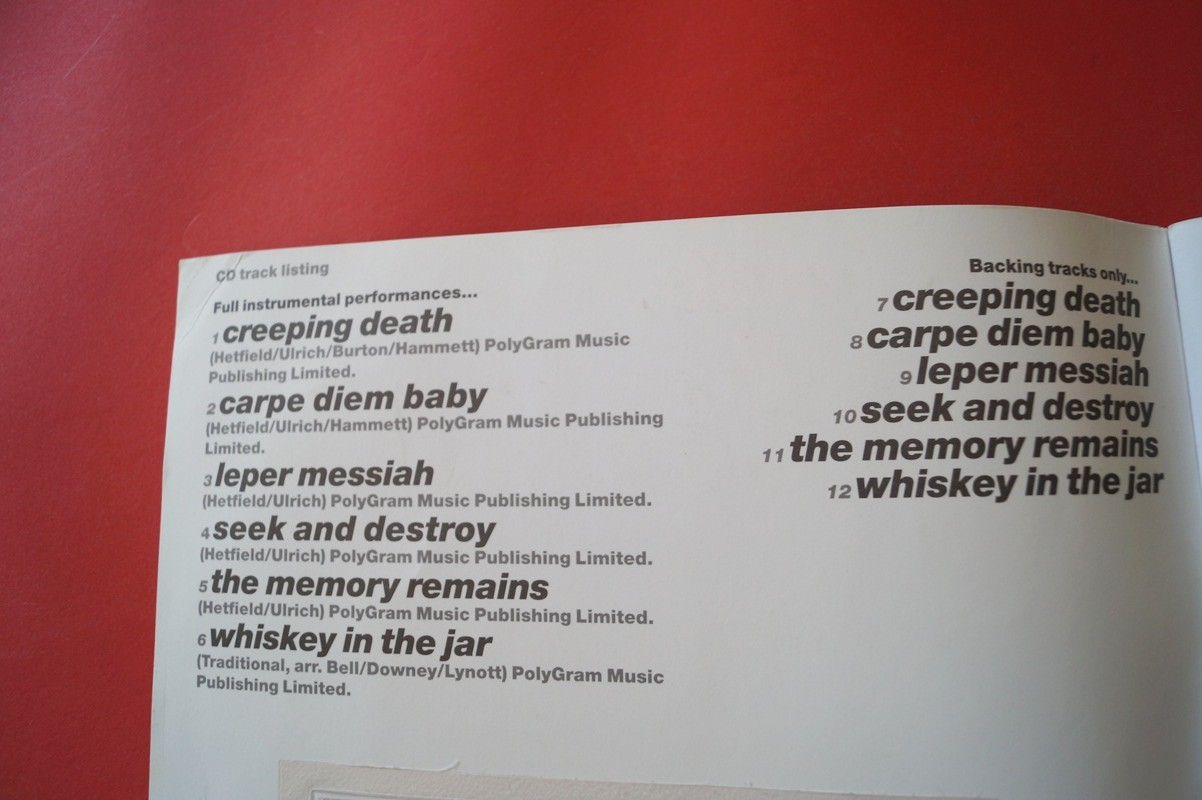 CD track listing
Full instrumental performances...
1 creeping death
(Hetfield/Ulrich/Burton/Hammett) PolyGram Music
Publishing Limited.
2 carpe diem baby
(Hetfield/Ulrich/Hammett) PolyGram Music Publishing
Limited.
3 leper messiah
(Hetfield/Ulrich) PolyGram Music Publishing Limited.
4 seek and destroy
(Hetfield/Ulrich) PolyGram Music Publishing Limited.
5 the memory remains
(Hetfield/Ulrich) PolyGram Music Publishing Limited.
6 whiskey in the jar
(Traditional, arr. Bell/Downey/Lynott) PolyGram Music
Publishing Limited.
Backing tracks only...
7 creeping death
8 carpe diem baby
9 leper messiah
10 seek and destroy
11 the memory remains
12 whiskey in the jar